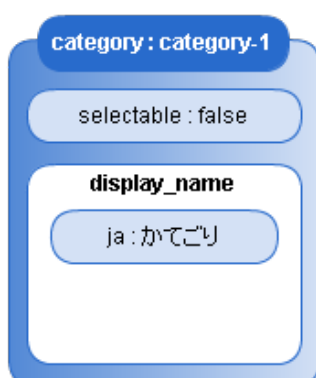 category : category-1
selectable : false
display_name
ja : かてごり